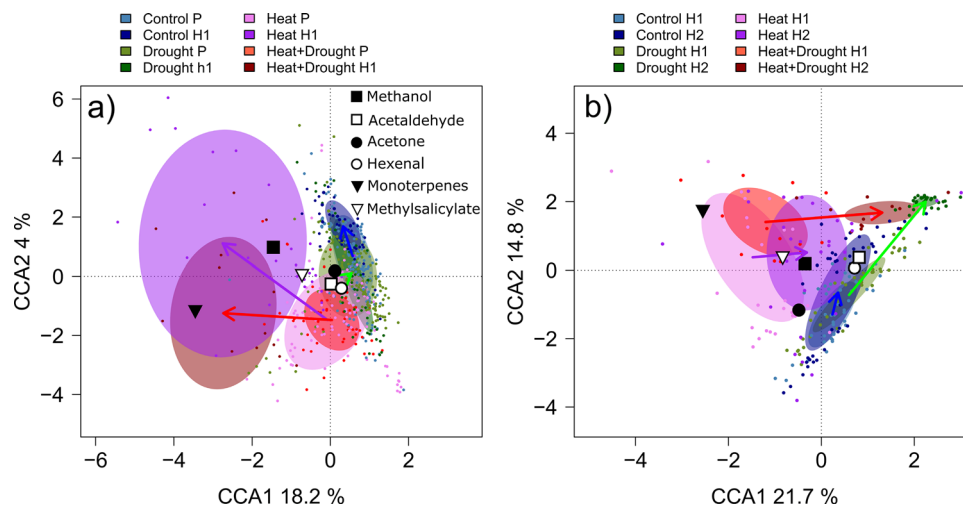 Control P
Heat P
Control H1
Heat H1
Drought P
Heat+Drought P
Drought h1
Heat+Drought H1
Control H1
Heat H1
Control H2
Heat H2
Drought H1
Heat+Drought H1
Drought H2
Heat+Drought H2
a)
Methanol
Acetaldehyde
Acetone
Hexenal
Monoterpenes
Methylsalicylate
6
4
2
0
−2
−4
CCA2 4 %
−6
−4
−2
0
2
CCA1 18.2 %
b)
4
2
0
−2
−4
CCA2 14.8 %
−4
−2
0
2
CCA1 21.7 %